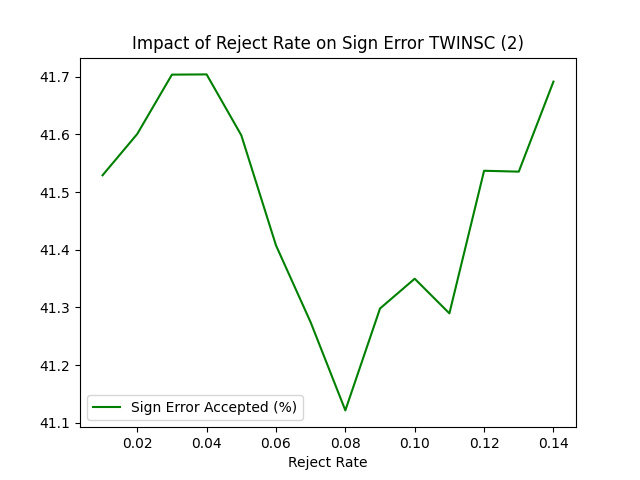 Impact of Reject Rate on Sign Error TWINSC (2)
41.7
41.6
41.5
41.4
41.3
41.2
41.1
Sign Error Accepted (%)
0.02 0.04 0.06 0.08 0.10 0.12 0.14
Reject Rate